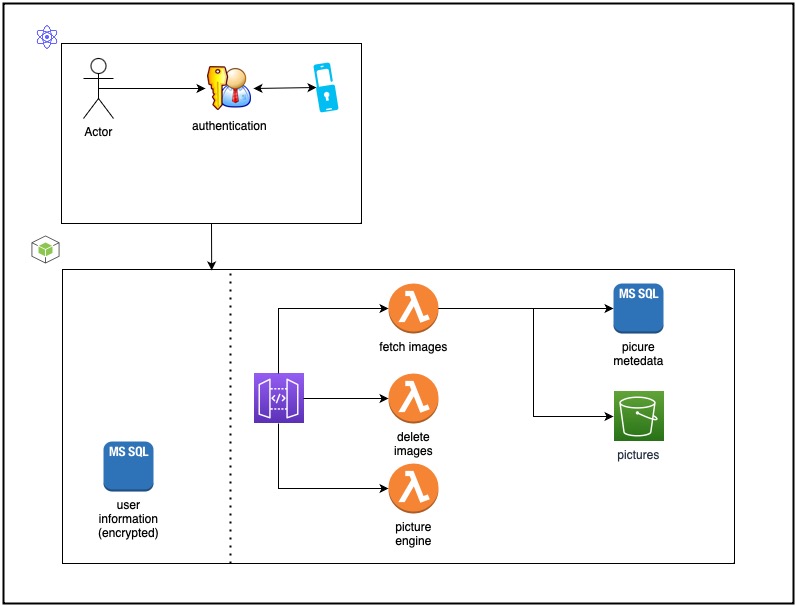 Actor
authentication
MS SQL
fetch images
picure
metedata
</>
delete
images
pictures
MS SQL
user
information
(encrypted)
picture
engine